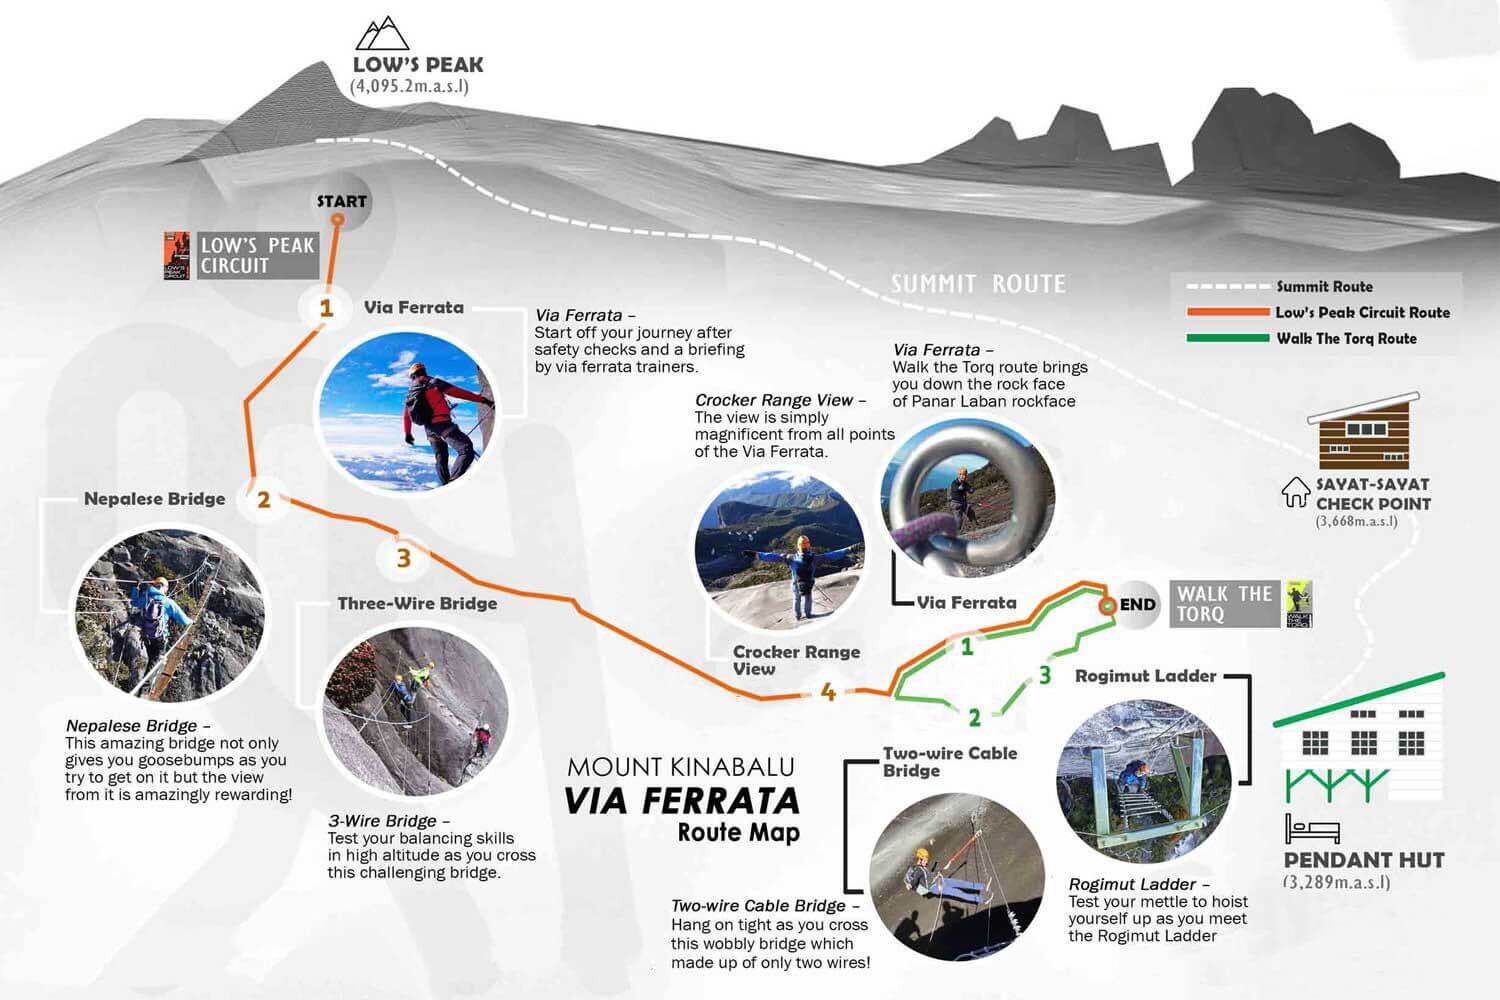 LOW'S PEAK
(4,095.2m.a.s.l)
START
LOW'S PEAK
CIRCUIT
1
Via Ferrata
Via Ferrata –
Start off your journey after
safety checks and a briefing
by via ferrata trainers.
SUMMIT ROUTE
Summit Route
Low's Peak Circuit Route
Walk The Torq Route
Via Ferrata –
Walk the Torq route brings
you down the rock face
of Panar Laban rockface
Crocker Range View –
The view is simply
magnificent from all points
of the Via Ferrata.
SAYAT-SAYAT
CHECK POINT
(3,668m.a.s.l)
Nepalese Bridge
2
3
Three-Wire Bridge
Via Ferrata
END
WALK THE
TORQ
WALK
THE
TORQ
Crocker Range
View
1
4
2
3
Rogimut Ladder
Nepalese Bridge –
This amazing bridge not only
gives you goosebumps as you
try to get on it but the view
from it is amazingly rewarding!
3-Wire Bridge –
Test your balancing skills
in high altitude as you cross
this challenging bridge.
MOUNT KINABALU
VIA FERRATA
Route Map
Two-wire Cable
Bridge
Two-wire Cable Bridge –
Hang on tight as you cross
this wobbly bridge which
made up of only two wires!
Rogimut Ladder –
Test your mettle to hoist
yourself up as you meet
the Rogimut Ladder
PENDANT HUT
(3,289m.a.s.l)